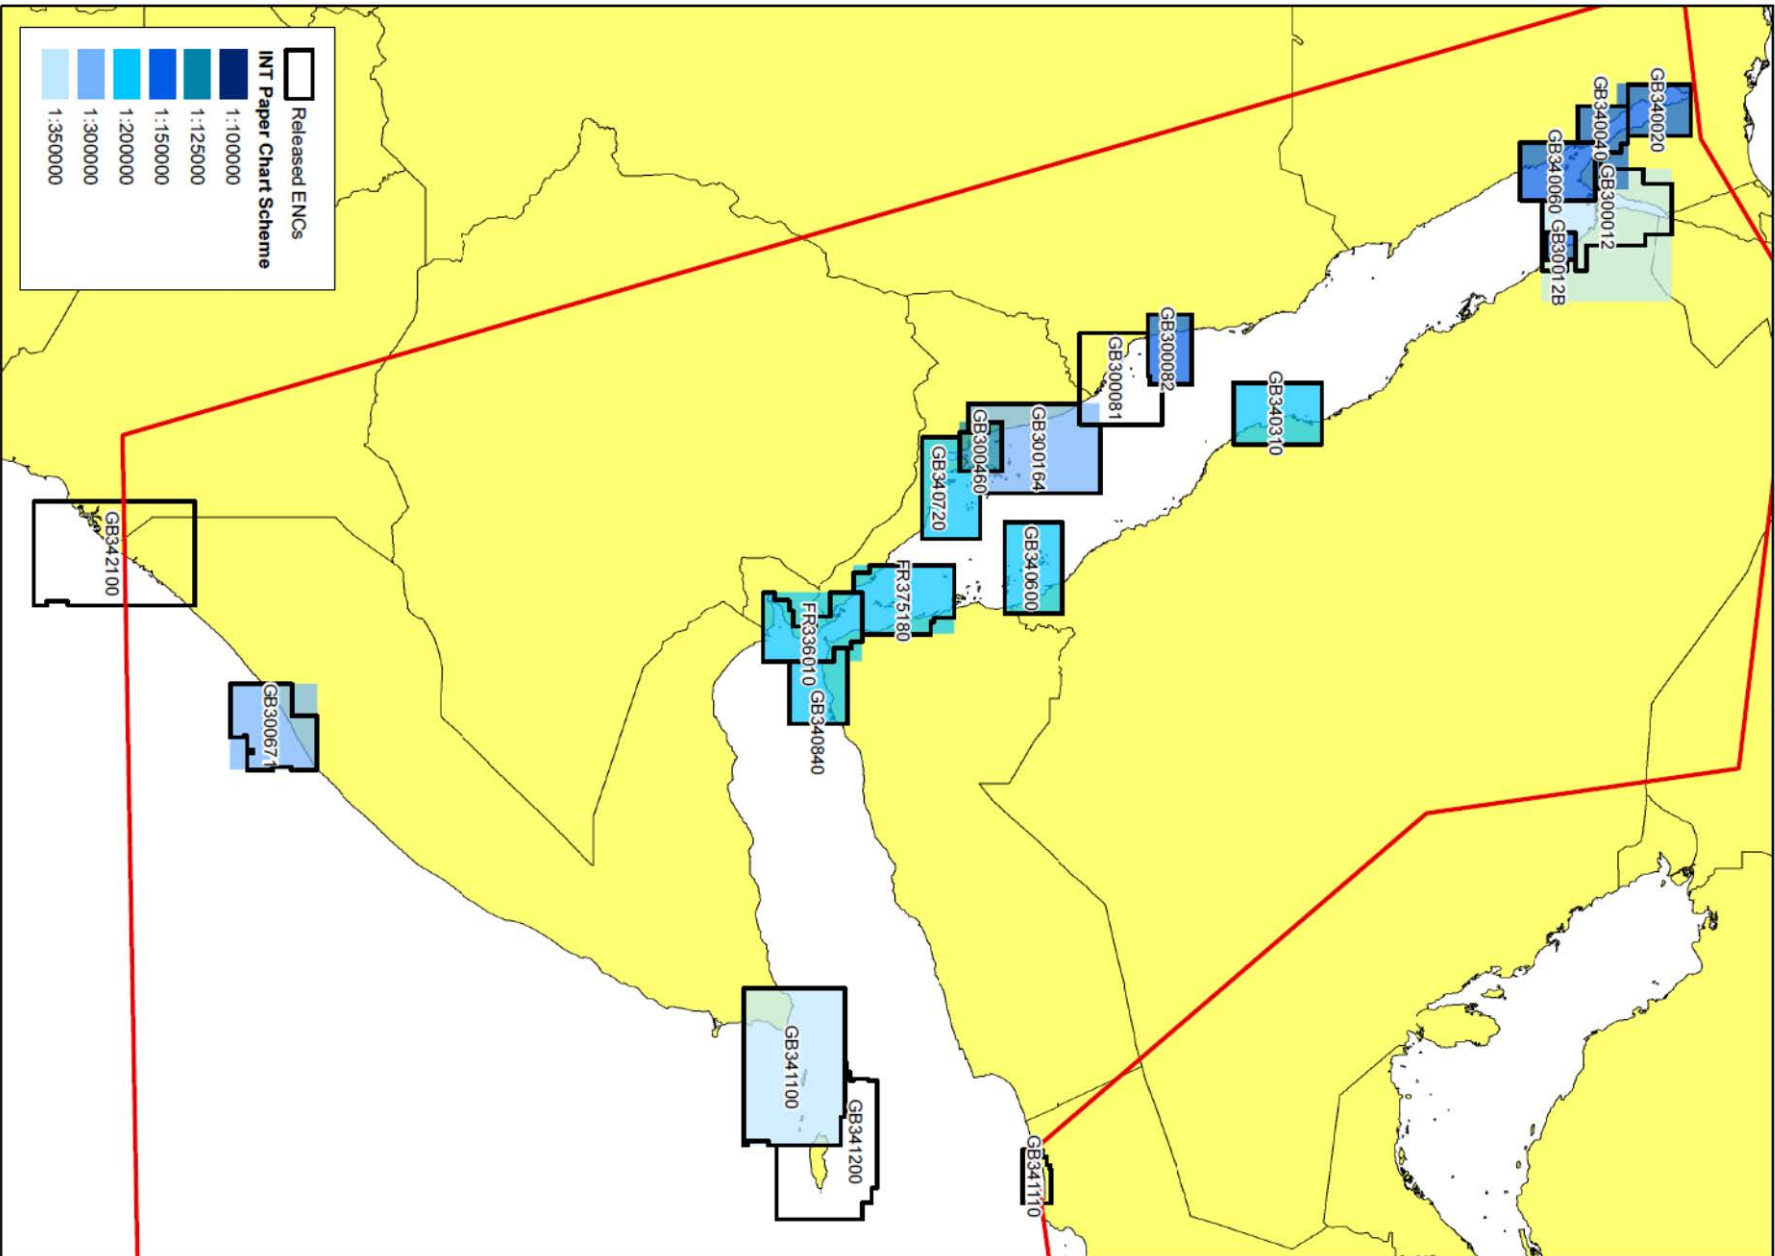 GB340020
GB340040
GB340060
GB300012
GB30012B
GB300082
GB300081
GB340310
GB300164
GB300460
GB340720
GB340600
FR375180
FR336010
GB340840
GB342100
GB300671
GB341100
GB341200
GB341110
Released ENCs
INT Paper Chart Scheme
1:100000
1:125000
1:150000
1:200000
1:300000
1:350000